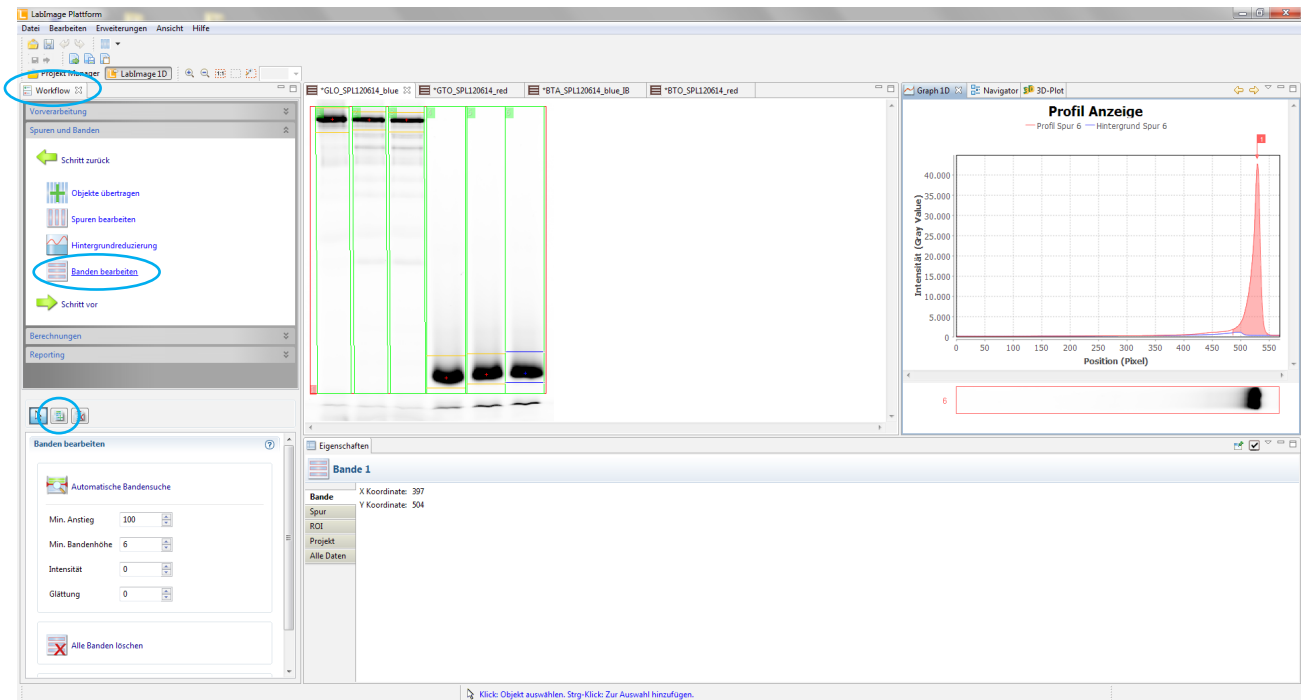 LabImage Plattform
Datei Bearbeiten Erweiterungen Ansicht Hilfe
Projekt Manager LabImage 1D
Workflow
Vorverarbeitung
Spuren und Banden
Schritt zurück
Objekte übertragen
Spuren bearbeiten
Hintergrundreduzierung
Banden bearbeiten
Schritt vor
Berechnungen
Reporting
Banden bearbeiten
Automatische Bandensuche
Min. Anstieg 100
Min. Bandenhöhe 6
Intensität 0
Glättung 0
Alle Banden löschen
*GLO_SPL120614_blue *GTO_SPL120614_red *BTA_SPL120614_blue_IB *BTO_SPL120614_red
Graph 1D Navigator 3D-Plot
Profil Anzeige
Profil Spur 6 Hintergrund Spur 6
1
Intensität (Gray Value)
40.000
35.000
30.000
25.000
20.000
15.000
10.000
5.000
0
0 50 100 150 200 250 300 350 400 450 500 550
Position (Pixel)
6
Eigenschaften
Bande 1
Bande
Spur
ROI
Projekt
Alle Daten
X Koordinate: 397
Y Koordinate: 504
Klick: Objekt auswählen. Strg-Klick: Zur Auswahl hinzufügen.